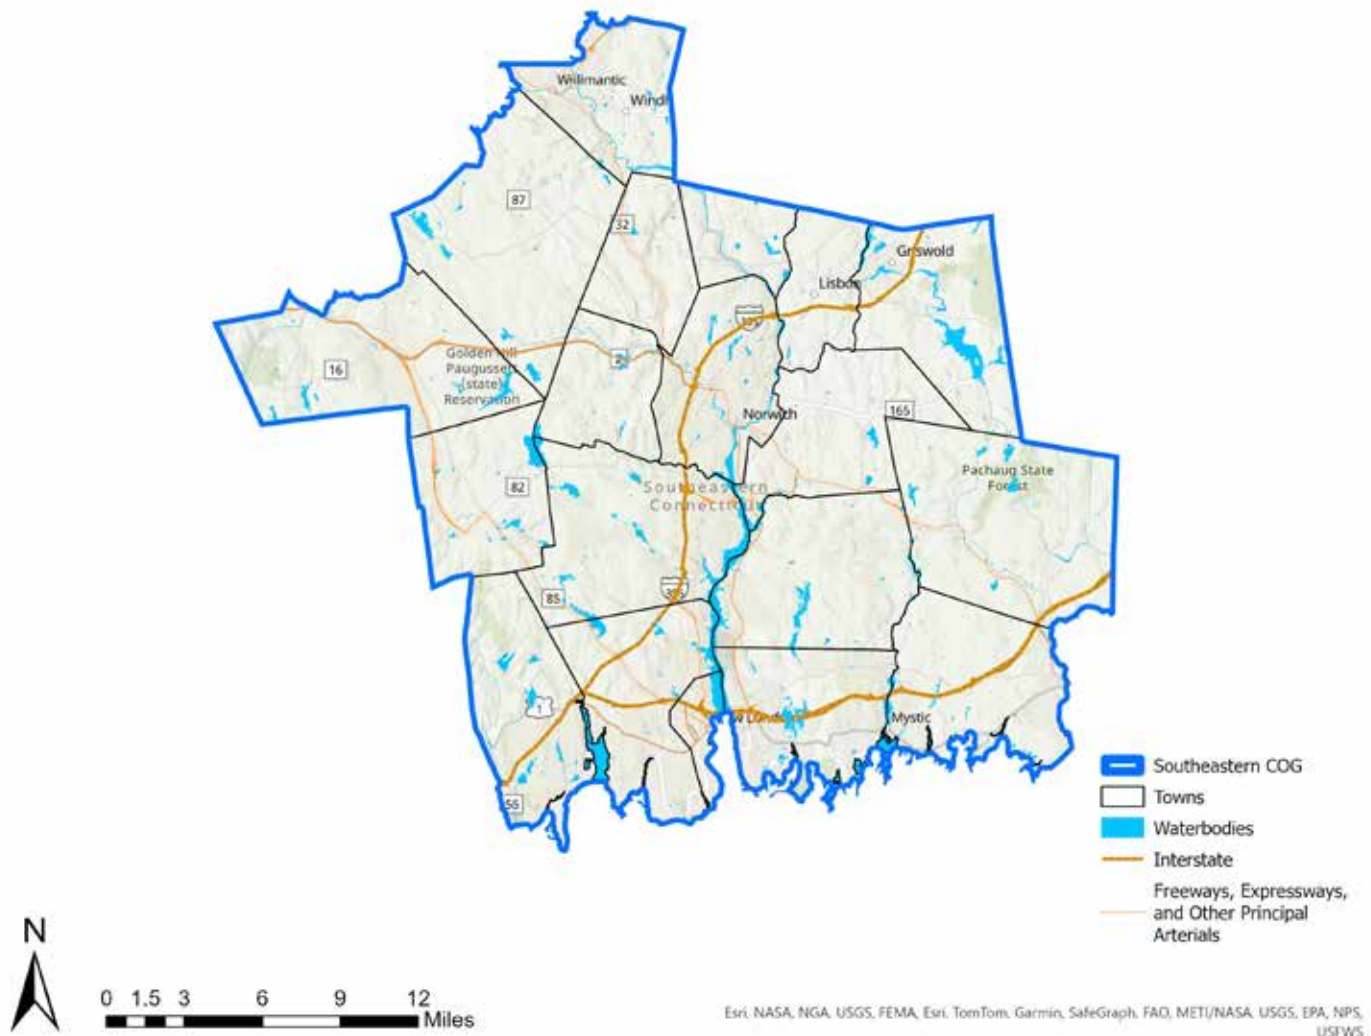 Willimantic
Windl
87
32
Griswold
Lisbon
16
Golden Hill
Paugussett
(state)
Reservation
2
Norwich
165
Pachaug State
Forest
82
Southeastern
Connecticut
85
1
Mystic
Southeastern COG
Towns
Waterbodies
Interstate
Freeways, Expressways,
and Other Principal
Arterials
N
0 1.5 3 6 9 12
Miles
Esri, NASA, NGA, USGS, FEMA, Esri, TomTom, Garmin, SafeGraph, FAO, METI/NASA, USGS, EPA, NPS,
USFWS